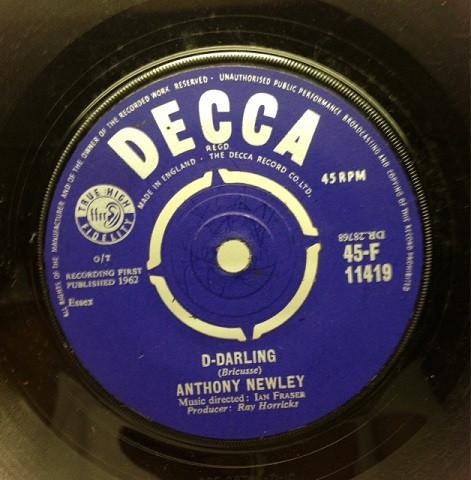 ALL RIGHTS OF THE MANUFACTURER AND OF THE OWNER OF THE RECORDED WORK RESERVED · UNAUTHORISED PUBLIC PERFORMANCE BROADCASTING AND COPYING OF THIS RECORD PROHIBITED
DECCA
REGD
MADE IN ENGLAND · THE DECCA RECORD CO. LTD.
45 RPM
TRUE HIGH
ffrr
FIDELITY
O/T
RECORDING FIRST
PUBLISHED 1962
Essex
DR.28768
45-F
11419
D-DARLING
(Bricusse)
ANTHONY NEWLEY
Music directed: IAN FRASER
Producer: Ray Horricks